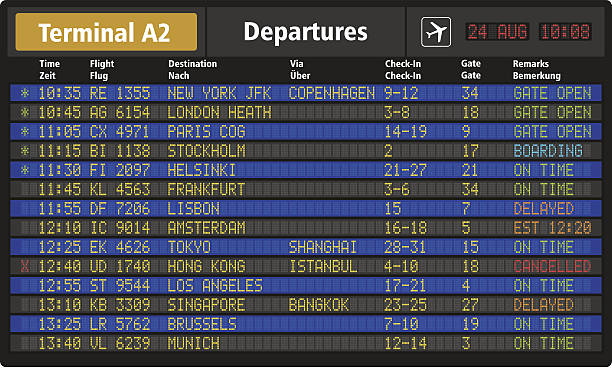 Terminal A2 Departures 24 AUG 10:08
Time Flight Destination Via Check-In Gate Remarks
Zeit Flug Nach Über Check-In Gate Bemerkung
* 10:35 RE 1355 NEW YORK JFK COPENHAGEN 9-12 34 GATE OPEN
* 10:45 AG 6154 LONDON HEATH 3-8 18 GATE OPEN
* 11:05 CX 4971 PARIS COG 14-19 9 GATE OPEN
* 11:15 BI 1138 STOCKHOLM 2 17 BOARDING
* 11:30 FI 2097 HELSINKI 21-27 21 ON TIME
11:45 KL 4563 FRANKFURT 3-6 34 ON TIME
11:55 DF 7206 LISBON 15 7 DELAYED
12:10 IC 9014 AMSTERDAM 16-18 5 EST 12:20
12:25 EK 4626 TOKYO SHANGHAI 28-31 15 ON TIME
X 12:40 UD 1740 HONG KONG ISTANBUL 4-10 18 CANCELLED
12:55 ST 9544 LOS ANGELES 17-21 4 ON TIME
13:10 KB 3309 SINGAPORE BANGKOK 23-25 27 DELAYED
13:25 LR 5762 BRUSSELS 7-10 19 ON TIME
13:40 VL 6239 MUNICH 12-14 3 ON TIME